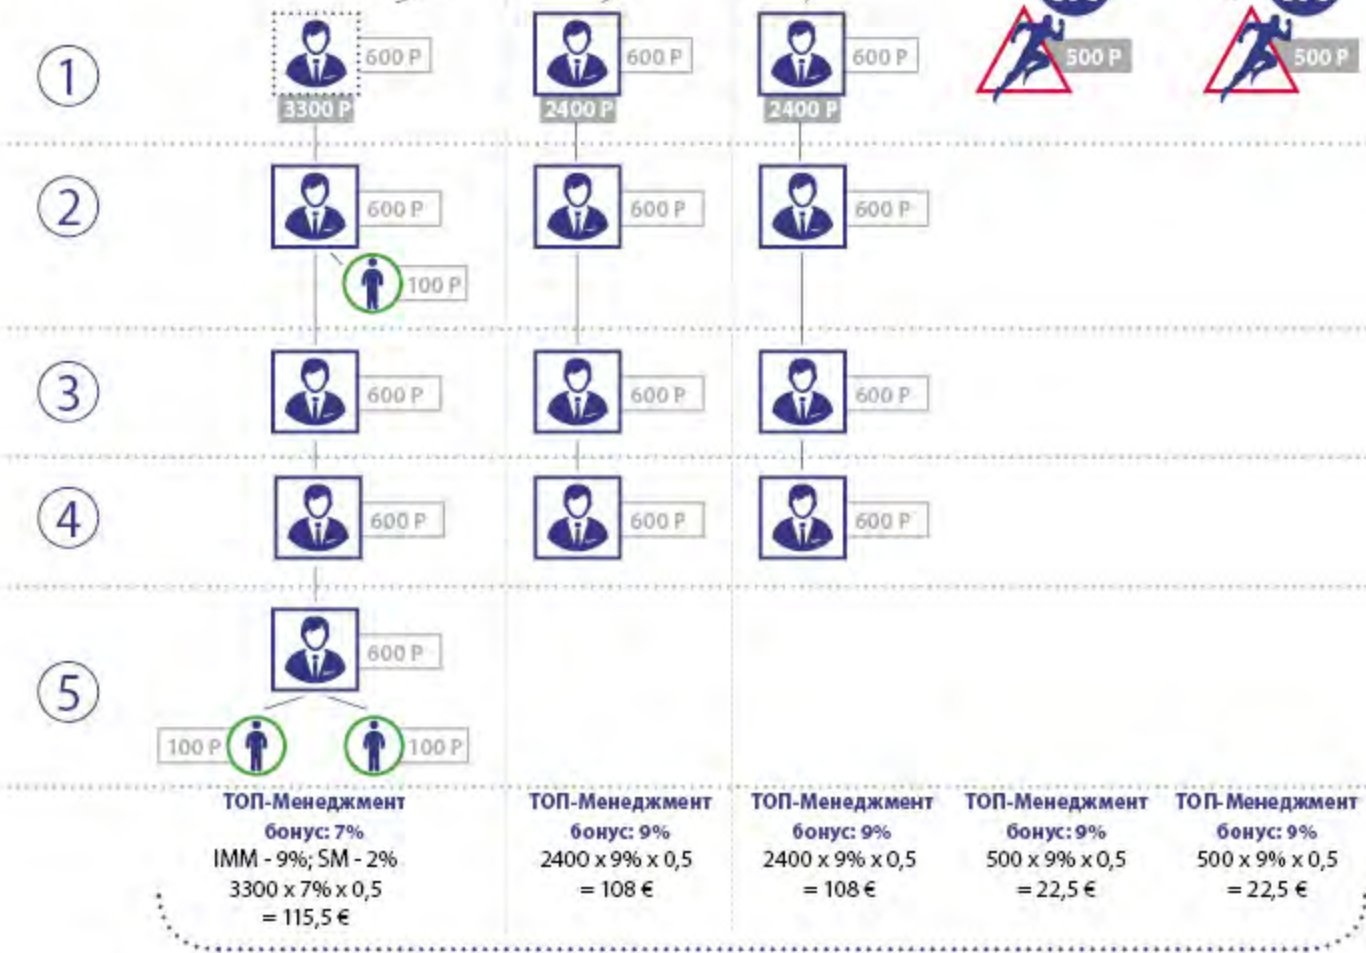 1
600 P
600 P
600 P
500 P
500 P
3300 P
2400 P
2400 P
2
600 P
600 P
600 P
100 P
3
600 P
600 P
600 P
4
600 P
600 P
600 P
5
600 P
100 P
100 P
ТОП-Менеджмент
бонус: 7%
IMM - 9%; SM - 2%
3300 x 7% x 0,5
= 115,5 €
ТОП-Менеджмент
бонус: 9%
2400 x 9% x 0,5
= 108 €
ТОП-Менеджмент
бонус: 9%
2400 x 9% x 0,5
= 108 €
ТОП-Менеджмент
бонус: 9%
500 x 9% x 0,5
= 22,5 €
ТОП-Менеджмент
бонус: 9%
500 x 9% x 0,5
= 22,5 €